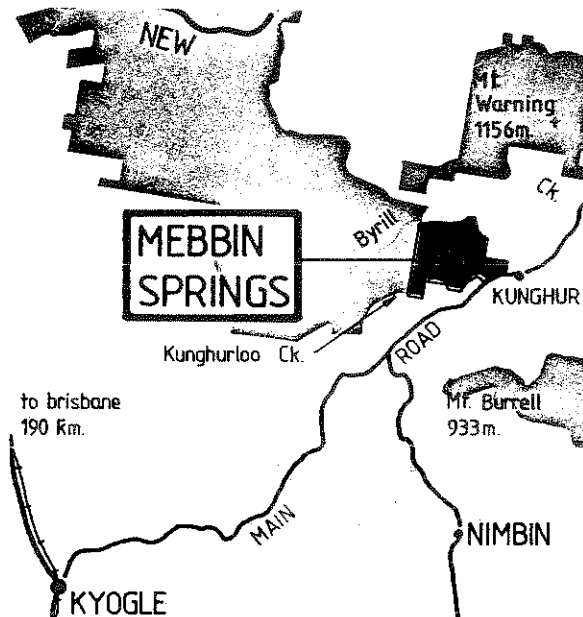 NEW
Mt.
Warning
1156m.
Ck.
Byrill
MEBBIN
SPRINGS
KUNGHUR
Kunghurloo Ck.
ROAD
to brisbane
190 Km.
Mt. Burrell
933m.
MAIN
NIMBIN
KYOGLE